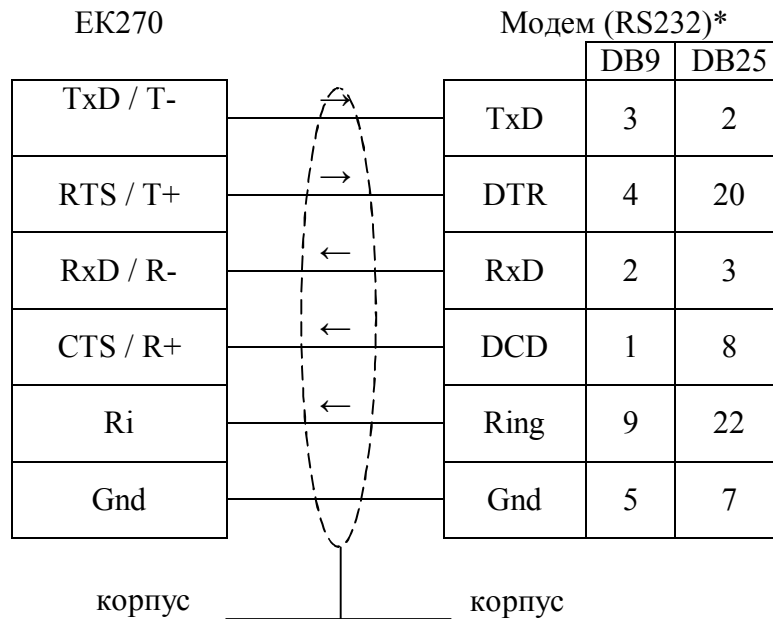 ЕК270 Модем (RS232)*
DB9 DB25
TxD / T- → TxD 3 2
RTS / T+ → DTR 4 20
RxD / R- ← RxD 2 3
CTS / R+ ← DCD 1 8
Ri ← Ring 9 22
Gnd Gnd 5 7
корпус корпус